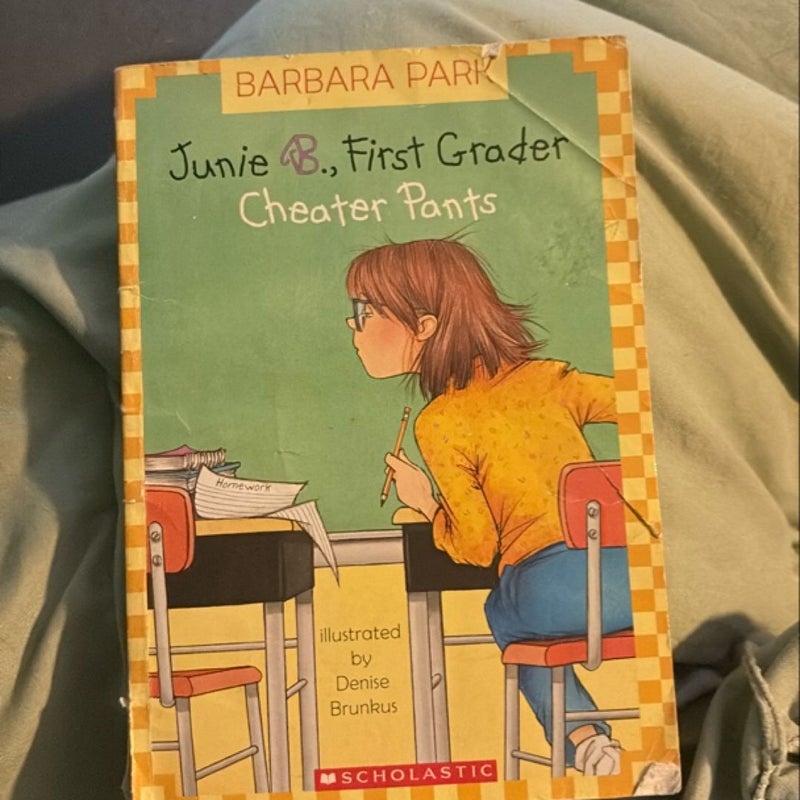 BARBARA PARK
Junie B., First Grader
Cheater Pants
Homework
illustrated
by
Denise
Brunkus
SCHOLASTIC